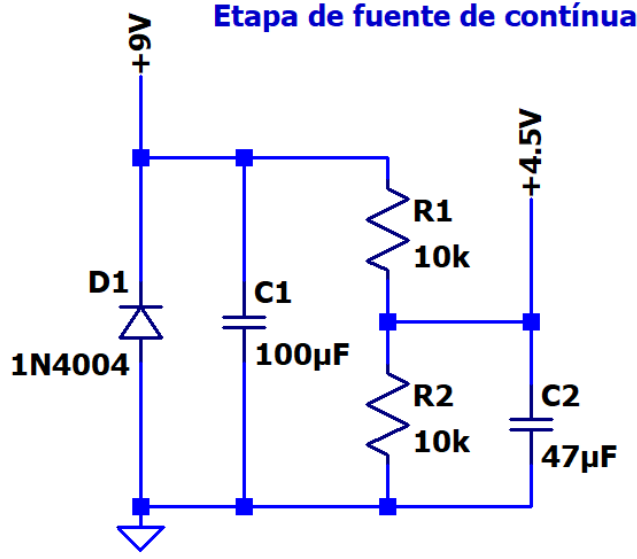 Etapa de fuente de contínua
+9V
+4.5V
R1
10k
D1
1N4004
C1
100µF
R2
10k
C2
47µF